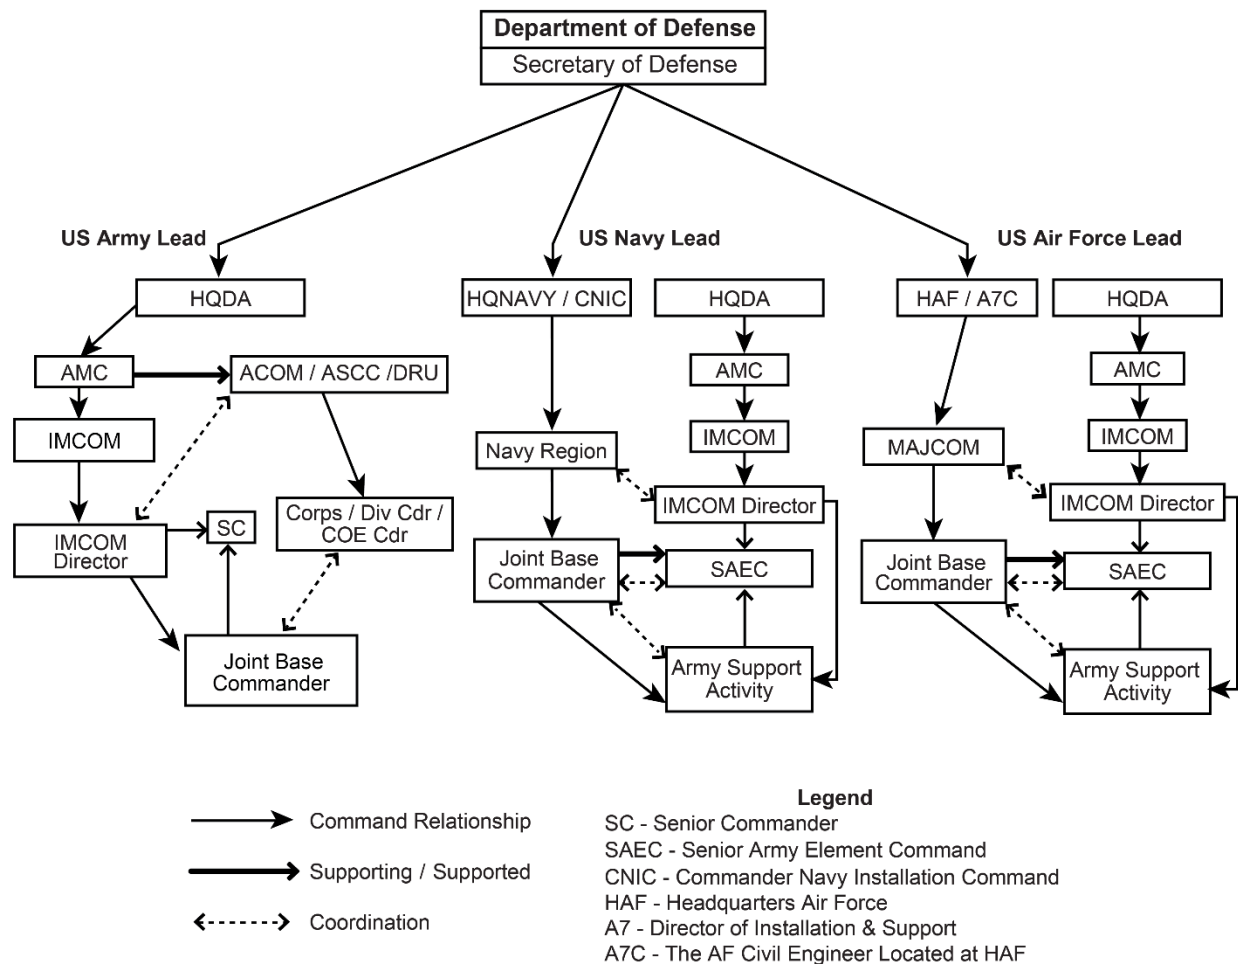 Department of Defense
Secretary of Defense
US Army Lead
US Navy Lead
US Air Force Lead
HQDA
HQNAVY / CNIC
HQDA
HAF / A7C
HQDA
AMC
ACOM / ASCC /DRU
AMC
AMC
IMCOM
Navy Region
IMCOM
MAJCOM
IMCOM
IMCOM
Director
SC
Corps / Div Cdr /
COE Cdr
IMCOM Director
IMCOM Director
Joint Base
Commander
SAEC
Joint Base
Commander
SAEC
Joint Base
Commander
Army Support
Activity
Army Support
Activity
Command Relationship
Supporting / Supported
Coordination
Legend
SC - Senior Commander
SAEC - Senior Army Element Command
CNIC - Commander Navy Installation Command
HAF - Headquarters Air Force
A7 - Director of Installation & Support
A7C - The AF Civil Engineer Located at HAF